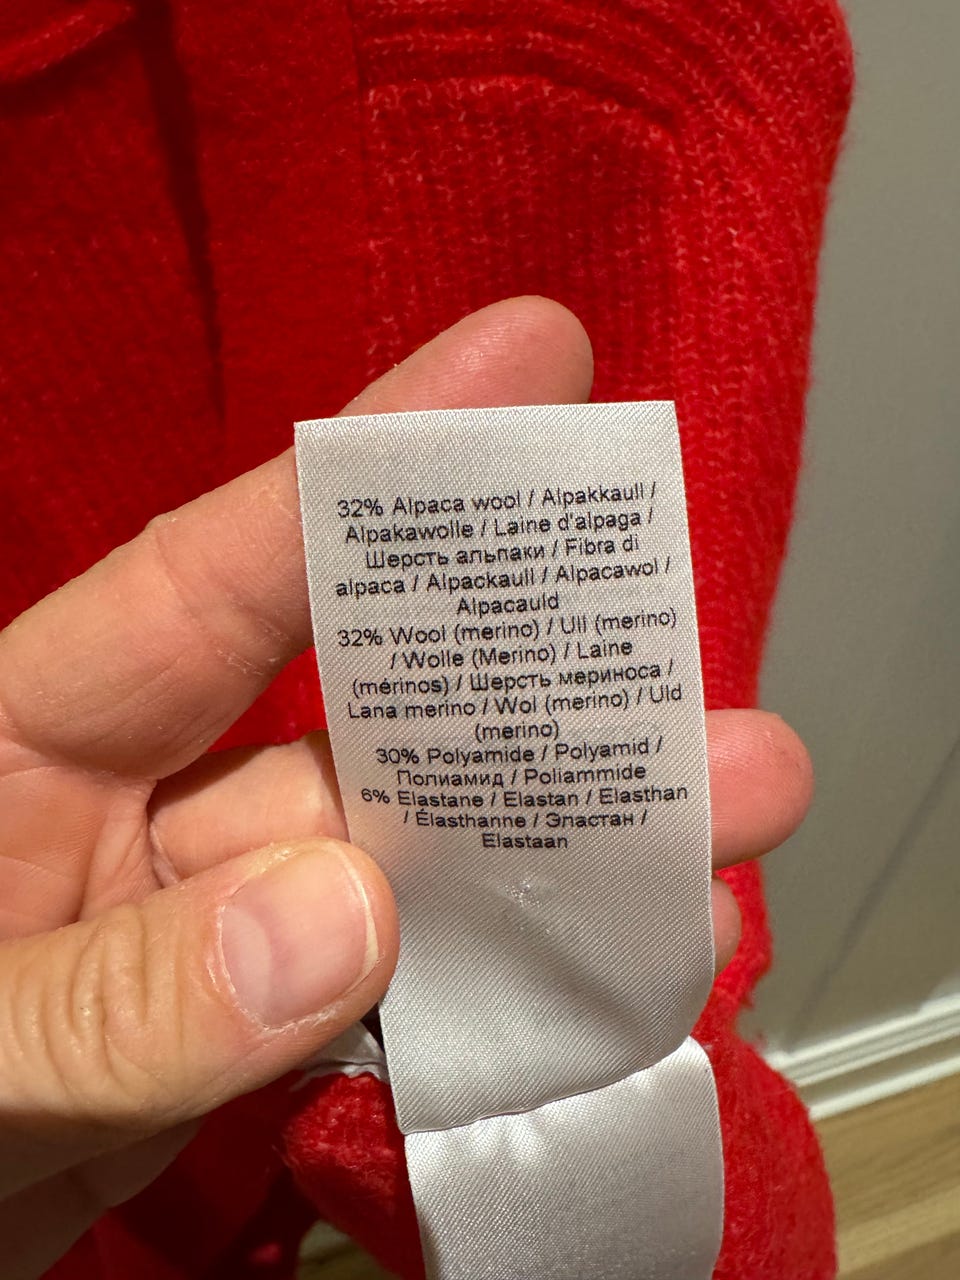 32% Alpaca wool / Alpakkaull /
Alpakawolle / Laine d'alpaga /
Шерсть альпаки / Fibra di
alpaca / Alpackaull / Alpacawol /
Alpacauld
32% Wool (merino) / Ull (merino)
/ Wolle (Merino) / Laine
(mérinos) / Шерсть мериноса /
Lana merino / Wol (merino) / Uld
(merino)
30% Polyamide / Polyamid /
Полиамид / Poliammide
6% Elastane / Elastan / Elasthan
/ Élasthanne / Эластан /
Elastaan